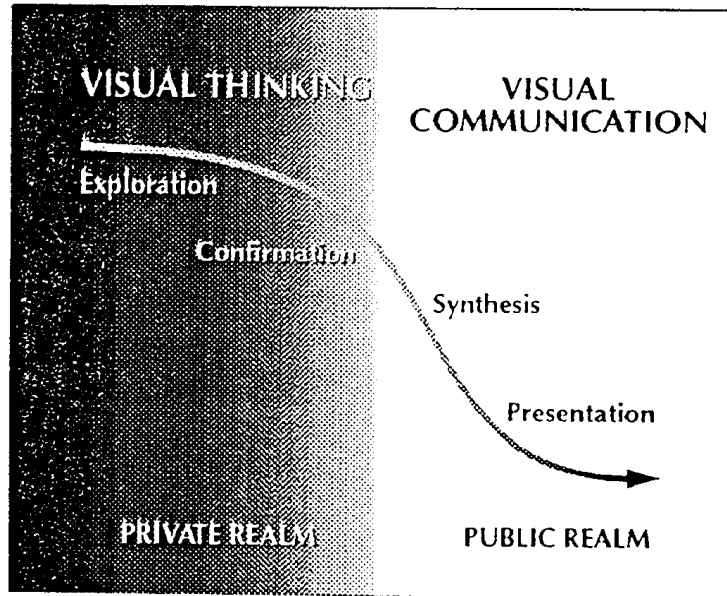 VISUAL THINKING
VISUAL
COMMUNICATION
Exploration
Confirmation
Synthesis
Presentation
PRIVATE REALM
PUBLIC REALM